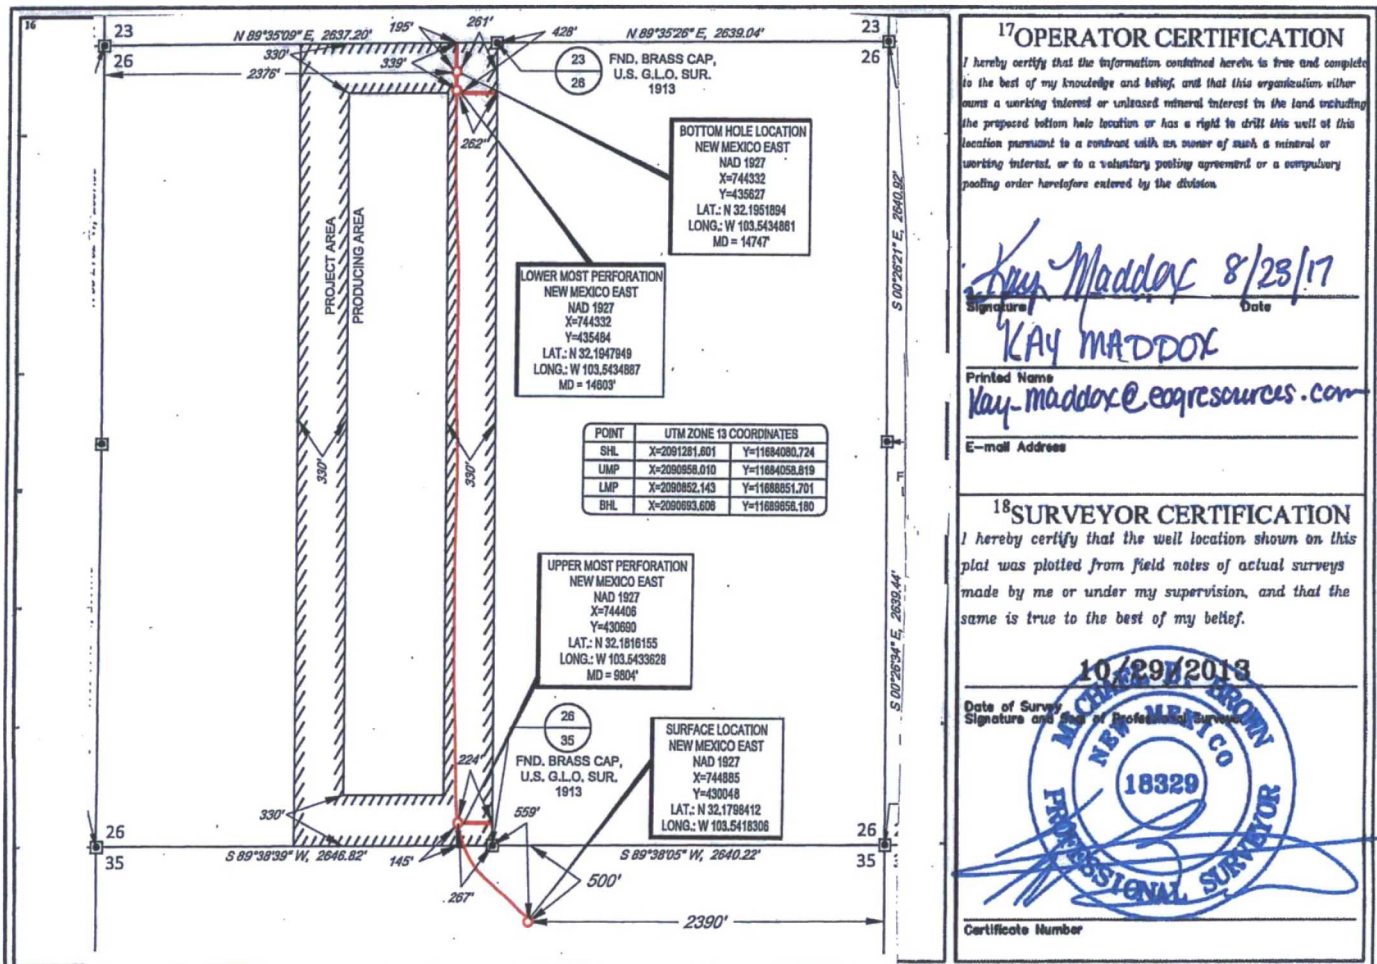 16
23
26
N 89°35'09" E, 2637.20'
195'
261'
428'
N 89°35'26" E, 2639.04'
23
26
330'
339'
2376'
23
26
FND. BRASS CAP,
U.S. G.L.O. SUR.
1913
262'
BOTTOM HOLE LOCATION
NEW MEXICO EAST
NAD 1927
X=744332
Y=435627
LAT.: N 32.1951894
LONG.: W 103.5434861
MD = 14747'
S 00°26'21" E, 2640.92'
PROJECT AREA
PRODUCING AREA
LOWER MOST PERFORATION
NEW MEXICO EAST
NAD 1927
X=744332
Y=435484
LAT.: N 32.1947949
LONG.: W 103.5434887
MD = 14603'
330'
330'
POINT UTM ZONE 13 COORDINATES
SHL X=2091281.601 Y=11684080.724
UMP X=2090958.010 Y=11684058.819
LMP X=2090852.143 Y=11688851.701
BHL X=2090693.606 Y=11689656.180
UPPER MOST PERFORATION
NEW MEXICO EAST
NAD 1927
X=744406
Y=430690
LAT.: N 32.1816155
LONG.: W 103.5433628
MD = 9804'
S 00°26'34" E, 2639.44'
26
35
FND. BRASS CAP,
U.S. G.L.O. SUR.
1913
224'
SURFACE LOCATION
NEW MEXICO EAST
NAD 1927
X=744885
Y=430048
LAT.: N 32.1798412
LONG.: W 103.5418306
330'
559'
26
35
26
35
S 89°38'39" W, 2646.82'
145'
S 89°38'05" W, 2640.22'
267'
500'
2390'
17OPERATOR CERTIFICATION
I hereby certify that the information contained herein is true and complete
to the best of my knowledge and belief, and that this organization either
owns a working interest or unleased mineral interest in the land including
the proposed bottom hole location or has a right to drill this well at this
location pursuant to a contract with an owner of such a mineral or
working interest, or to a voluntary pooling agreement or a compulsory
pooling order heretofore entered by the division
Kay Maddox 8/23/17
Signature Date
KAY MADDOX
Printed Name
Kay-maddox@eogresources.com
E-mail Address
18SURVEYOR CERTIFICATION
I hereby certify that the well location shown on this
plat was plotted from field notes of actual surveys
made by me or under my supervision, and that the
same is true to the best of my belief.
10/29/2013
Date of Survey
Signature and Seal of Professional Surveyor
MICHAEL B. BROWN
NEW MEXICO
18329
PROFESSIONAL SURVEYOR
Certificate Number